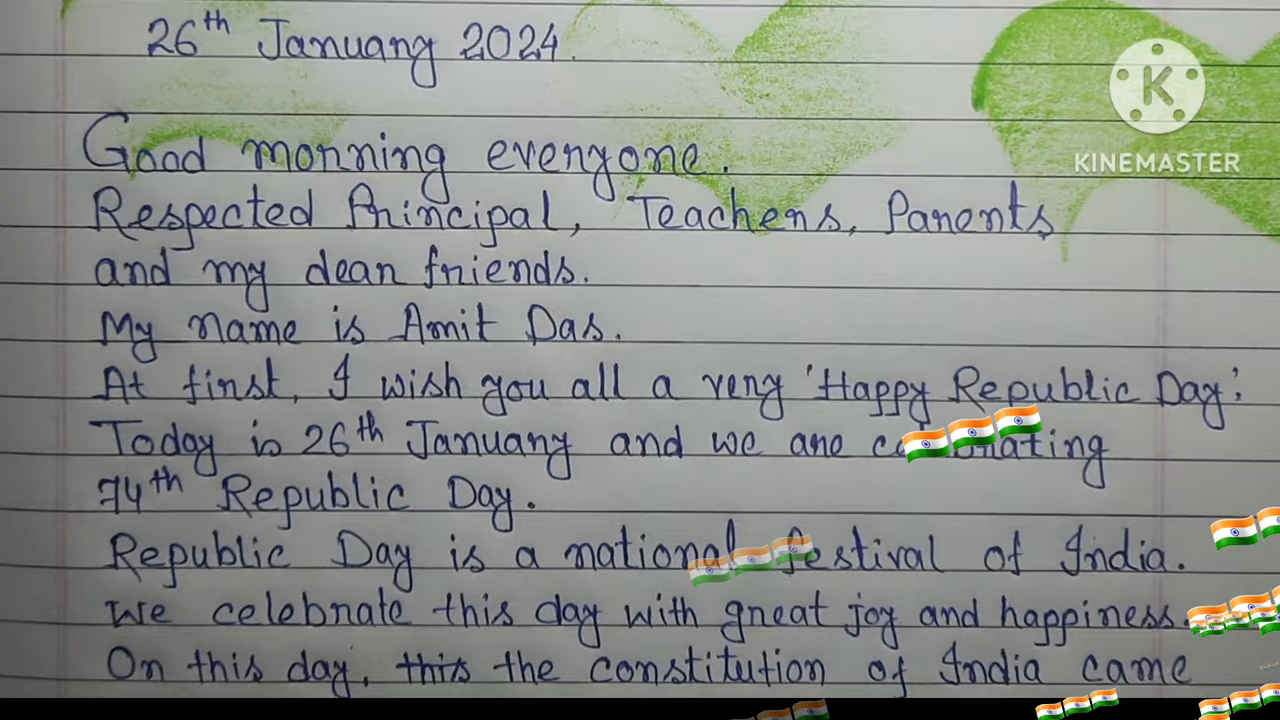 26th January 2024.
KINEMASTER
Good morning everyone.
Respected Principal, Teachers, Parents
and my dear friends.
My name is Amit Das.
At first, I wish you all a very 'Happy Republic Day'.
Today is 26th January and we are celebrating
74th Republic Day.
Republic Day is a national festival of India.
We celebrate this day with great joy and happiness.
On this day, this the constitution of India came